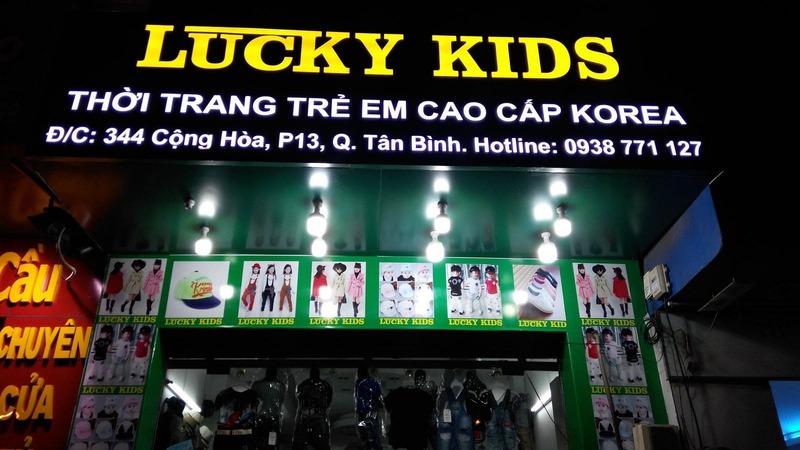 LUCKY KIDS
THỜI TRANG TRẺ EM CAO CẤP KOREA
Đ/C: 344 Cộng Hòa, P13, Q. Tân Bình. Hotline: 0938 771 127
LUCKY KIDS
LUCKY KIDS
LUCKY KIDS
LUCKY KIDS
LUCKY KIDS
LUCKY KIDS
LUCKY KID
LUCKY KIDS
LUCKY KIDS
LUCKY KIDS
Cầu
CHUYÊN
CỬA